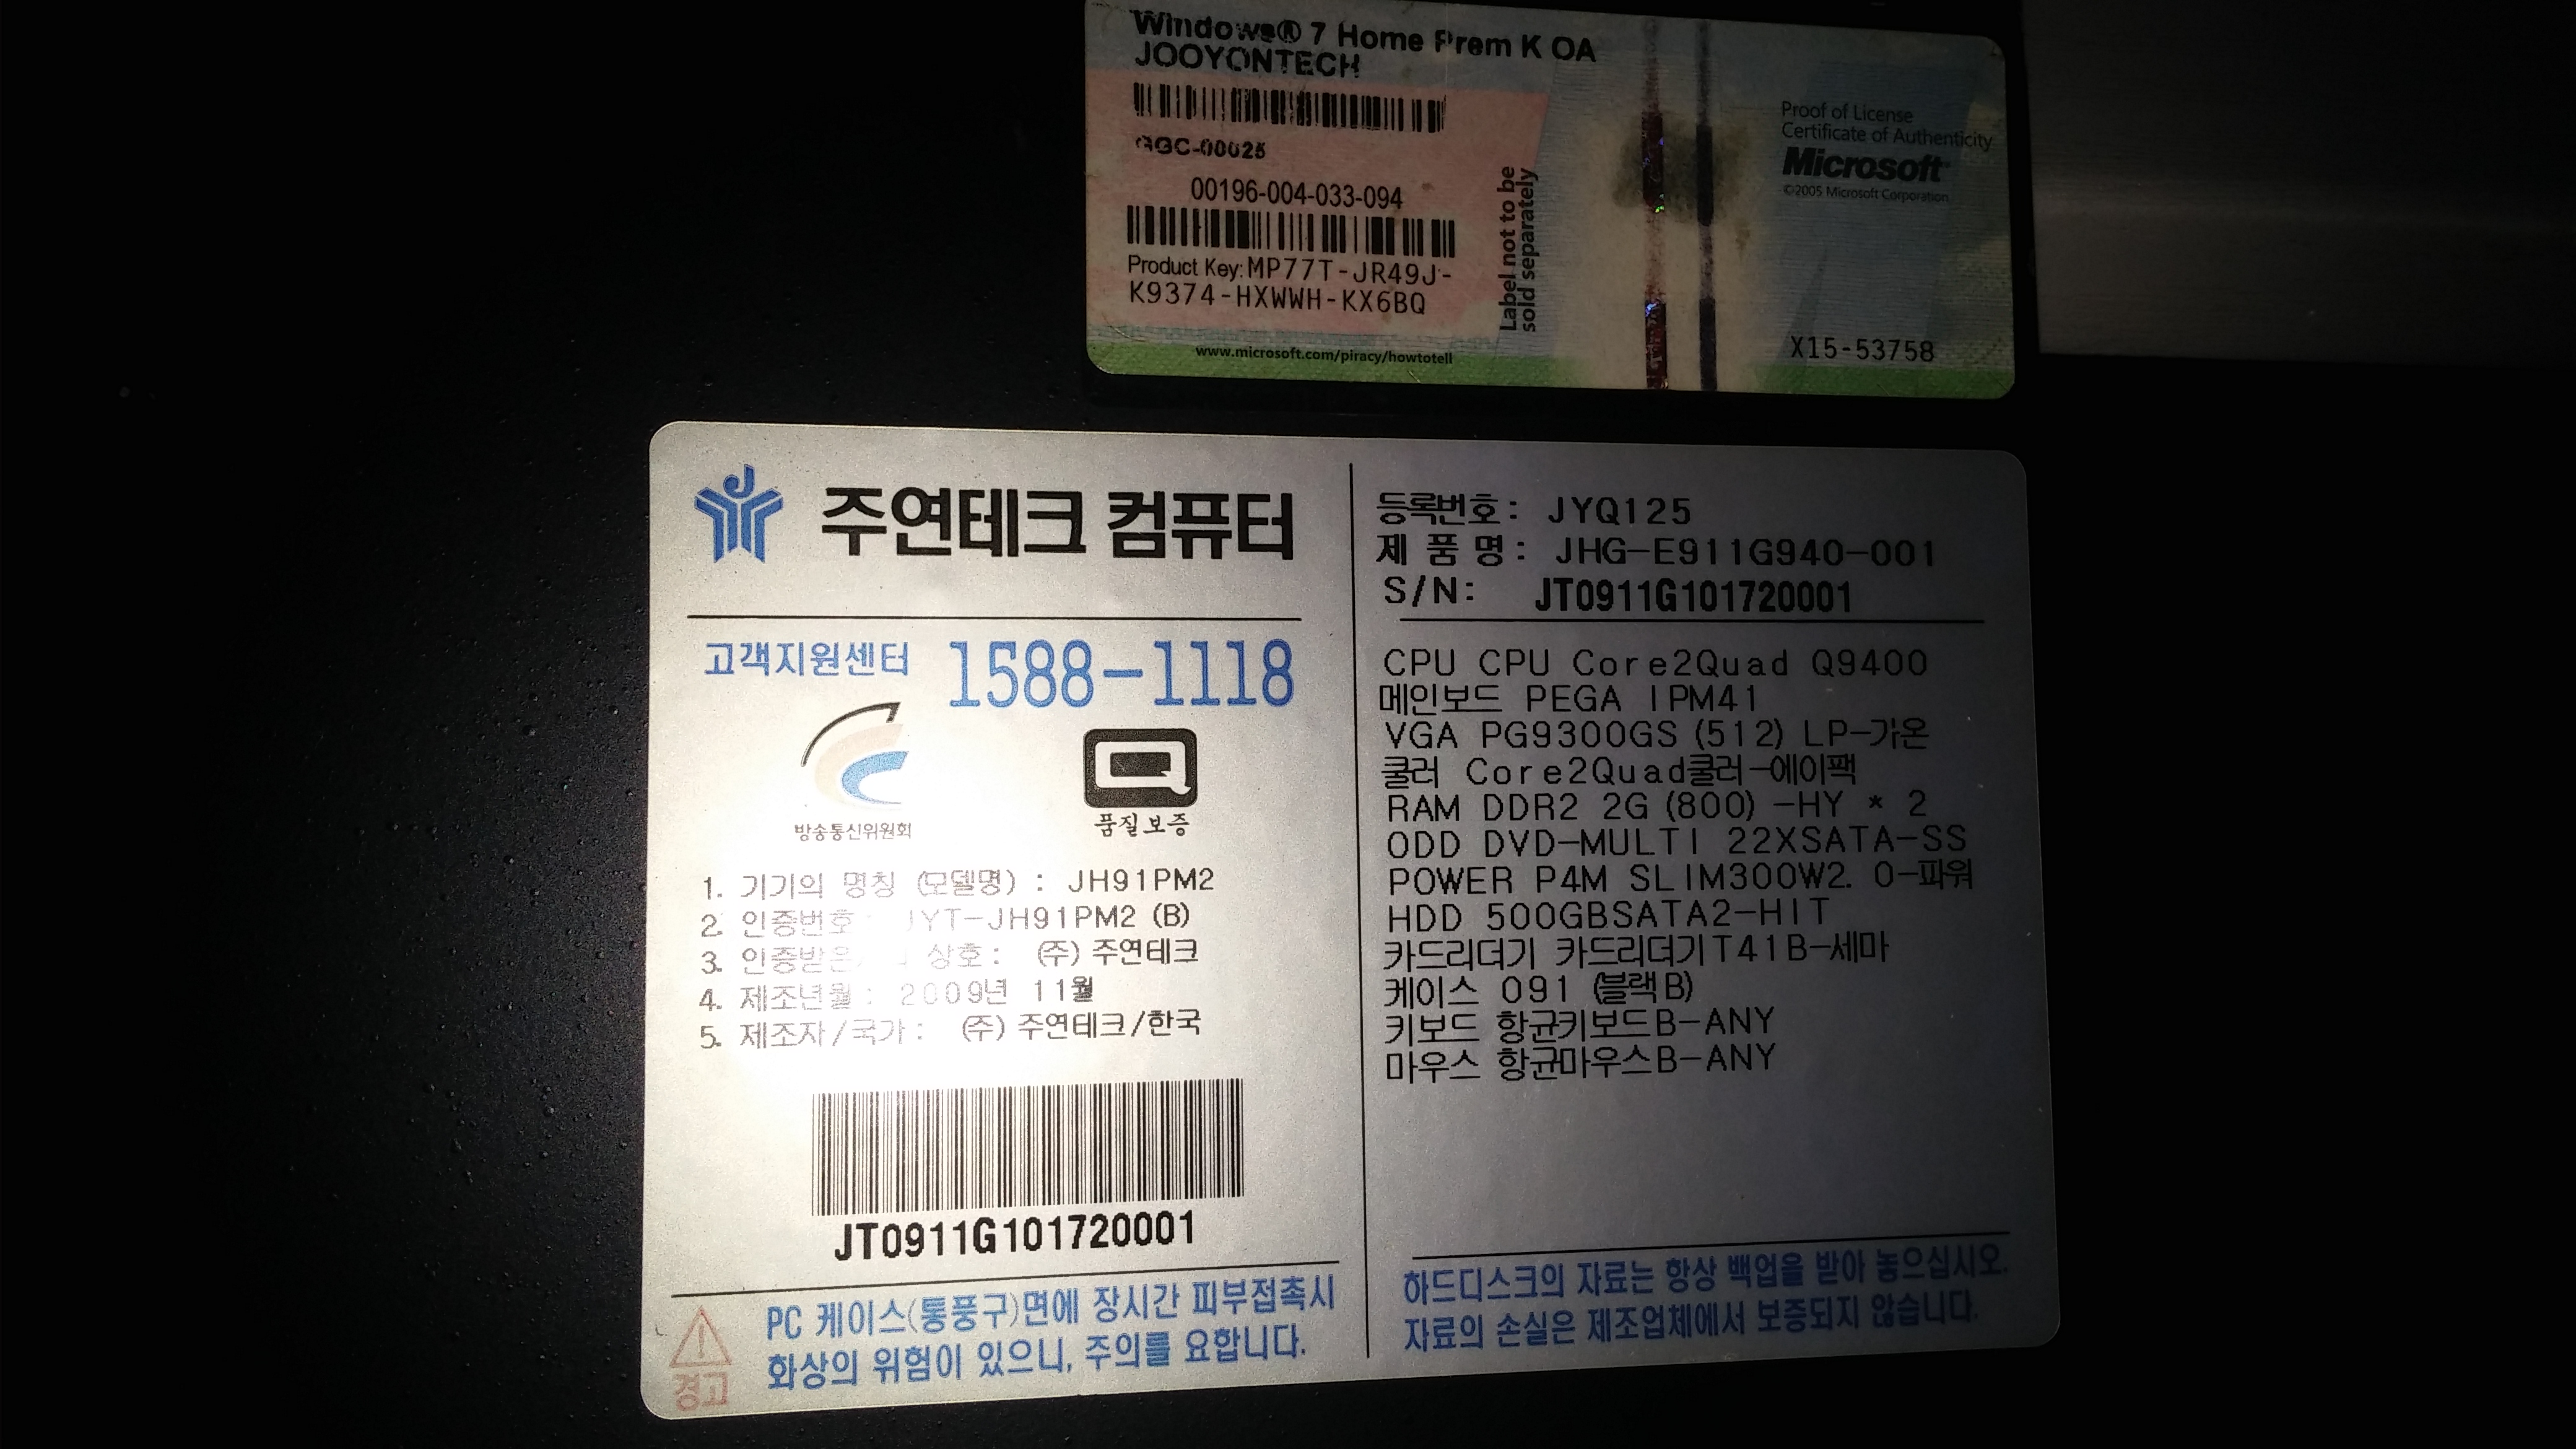 Windows® 7 Home Prem K OA
JOOYONTECH
GGC-00025
00196-004-033-094
Product Key: MP77T-JR49J-
K9374-HXWWH-KX6BQ
www.microsoft.com/piracy/howtotell
Label not to be
sold separately
Proof of License
Certificate of Authenticity
Microsoft
©2005 Microsoft Corporation
X15-53758
주연테크 컴퓨터
고객지원센터 1588-1118
방송통신위원회
품질보증
1. 기기의 명칭 (모델명) : JH91PM2
2. 인증번호 : JYT-JH91PM2 (B)
3. 인증받은 상호 : (주) 주연테크
4. 제조년월 : 2009년 11월
5. 제조자/국가 : (주) 주연테크/한국
JT0911G101720001
경고
PC 케이스(통풍구)면에 장시간 피부접촉시
화상의 위험이 있으니, 주의를 요합니다.
등록번호 : JYQ125
제 품 명 : JHG-E911G940-001
S/N: JT0911G101720001
CPU CPU Core2Quad Q9400
메인보드 PEGA IPM41
VGA PG9300GS (512) LP-가온
쿨러 Core2Quad쿨러-에이팩
RAM DDR2 2G (800) -HY * 2
ODD DVD-MULTI 22XSATA-SS
POWER P4M SLIM300W2. 0-파워
HDD 500GBSATA2-HIT
카드리더기 카드리더기T41B-세마
케이스 091 (블랙B)
키보드 항균키보드B-ANY
마우스 항균마우스B-ANY
하드디스크의 자료는 항상 백업을 받아 놓으십시오.
자료의 손실은 제조업체에서 보증되지 않습니다.